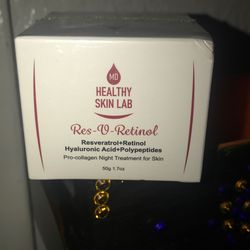 MD
HEALTHY
SKIN LAB
Res-V-Retinol
Resveratrol+Retinol
Hyaluronic Acid+Polypeptides
Pro-collagen Night Treatment for Skin
50g 1.7oz